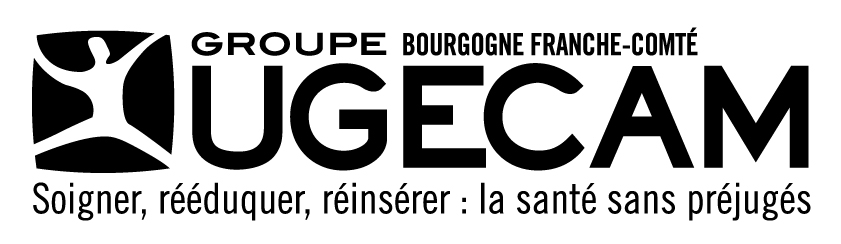 GROUPE BOURGOGNE FRANCHE-COMTÉ
UGECAM
Soigner, rééduquer, réinsérer : la santé sans préjugés